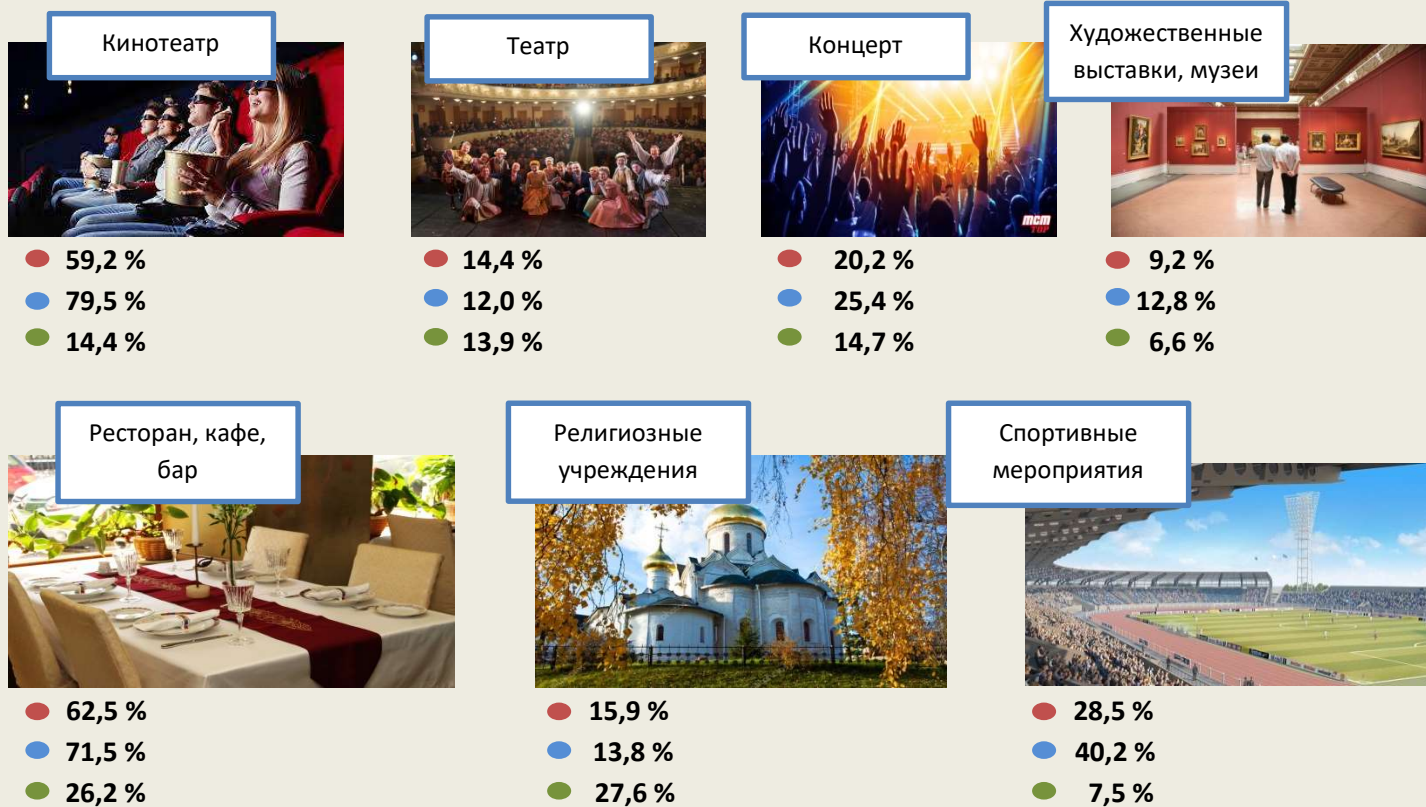 Кинотеатр
Театр
Концерт
Художественные
выставки, музеи
mcm
TOP
59,2 %
79,5 %
14,4 %
14,4 %
12,0 %
13,9 %
20,2 %
25,4 %
14,7 %
9,2 %
12,8 %
6,6 %
Ресторан, кафе,
бар
Религиозные
учреждения
Спортивные
мероприятия
62,5 %
71,5 %
26,2 %
15,9 %
13,8 %
27,6 %
28,5 %
40,2 %
7,5 %